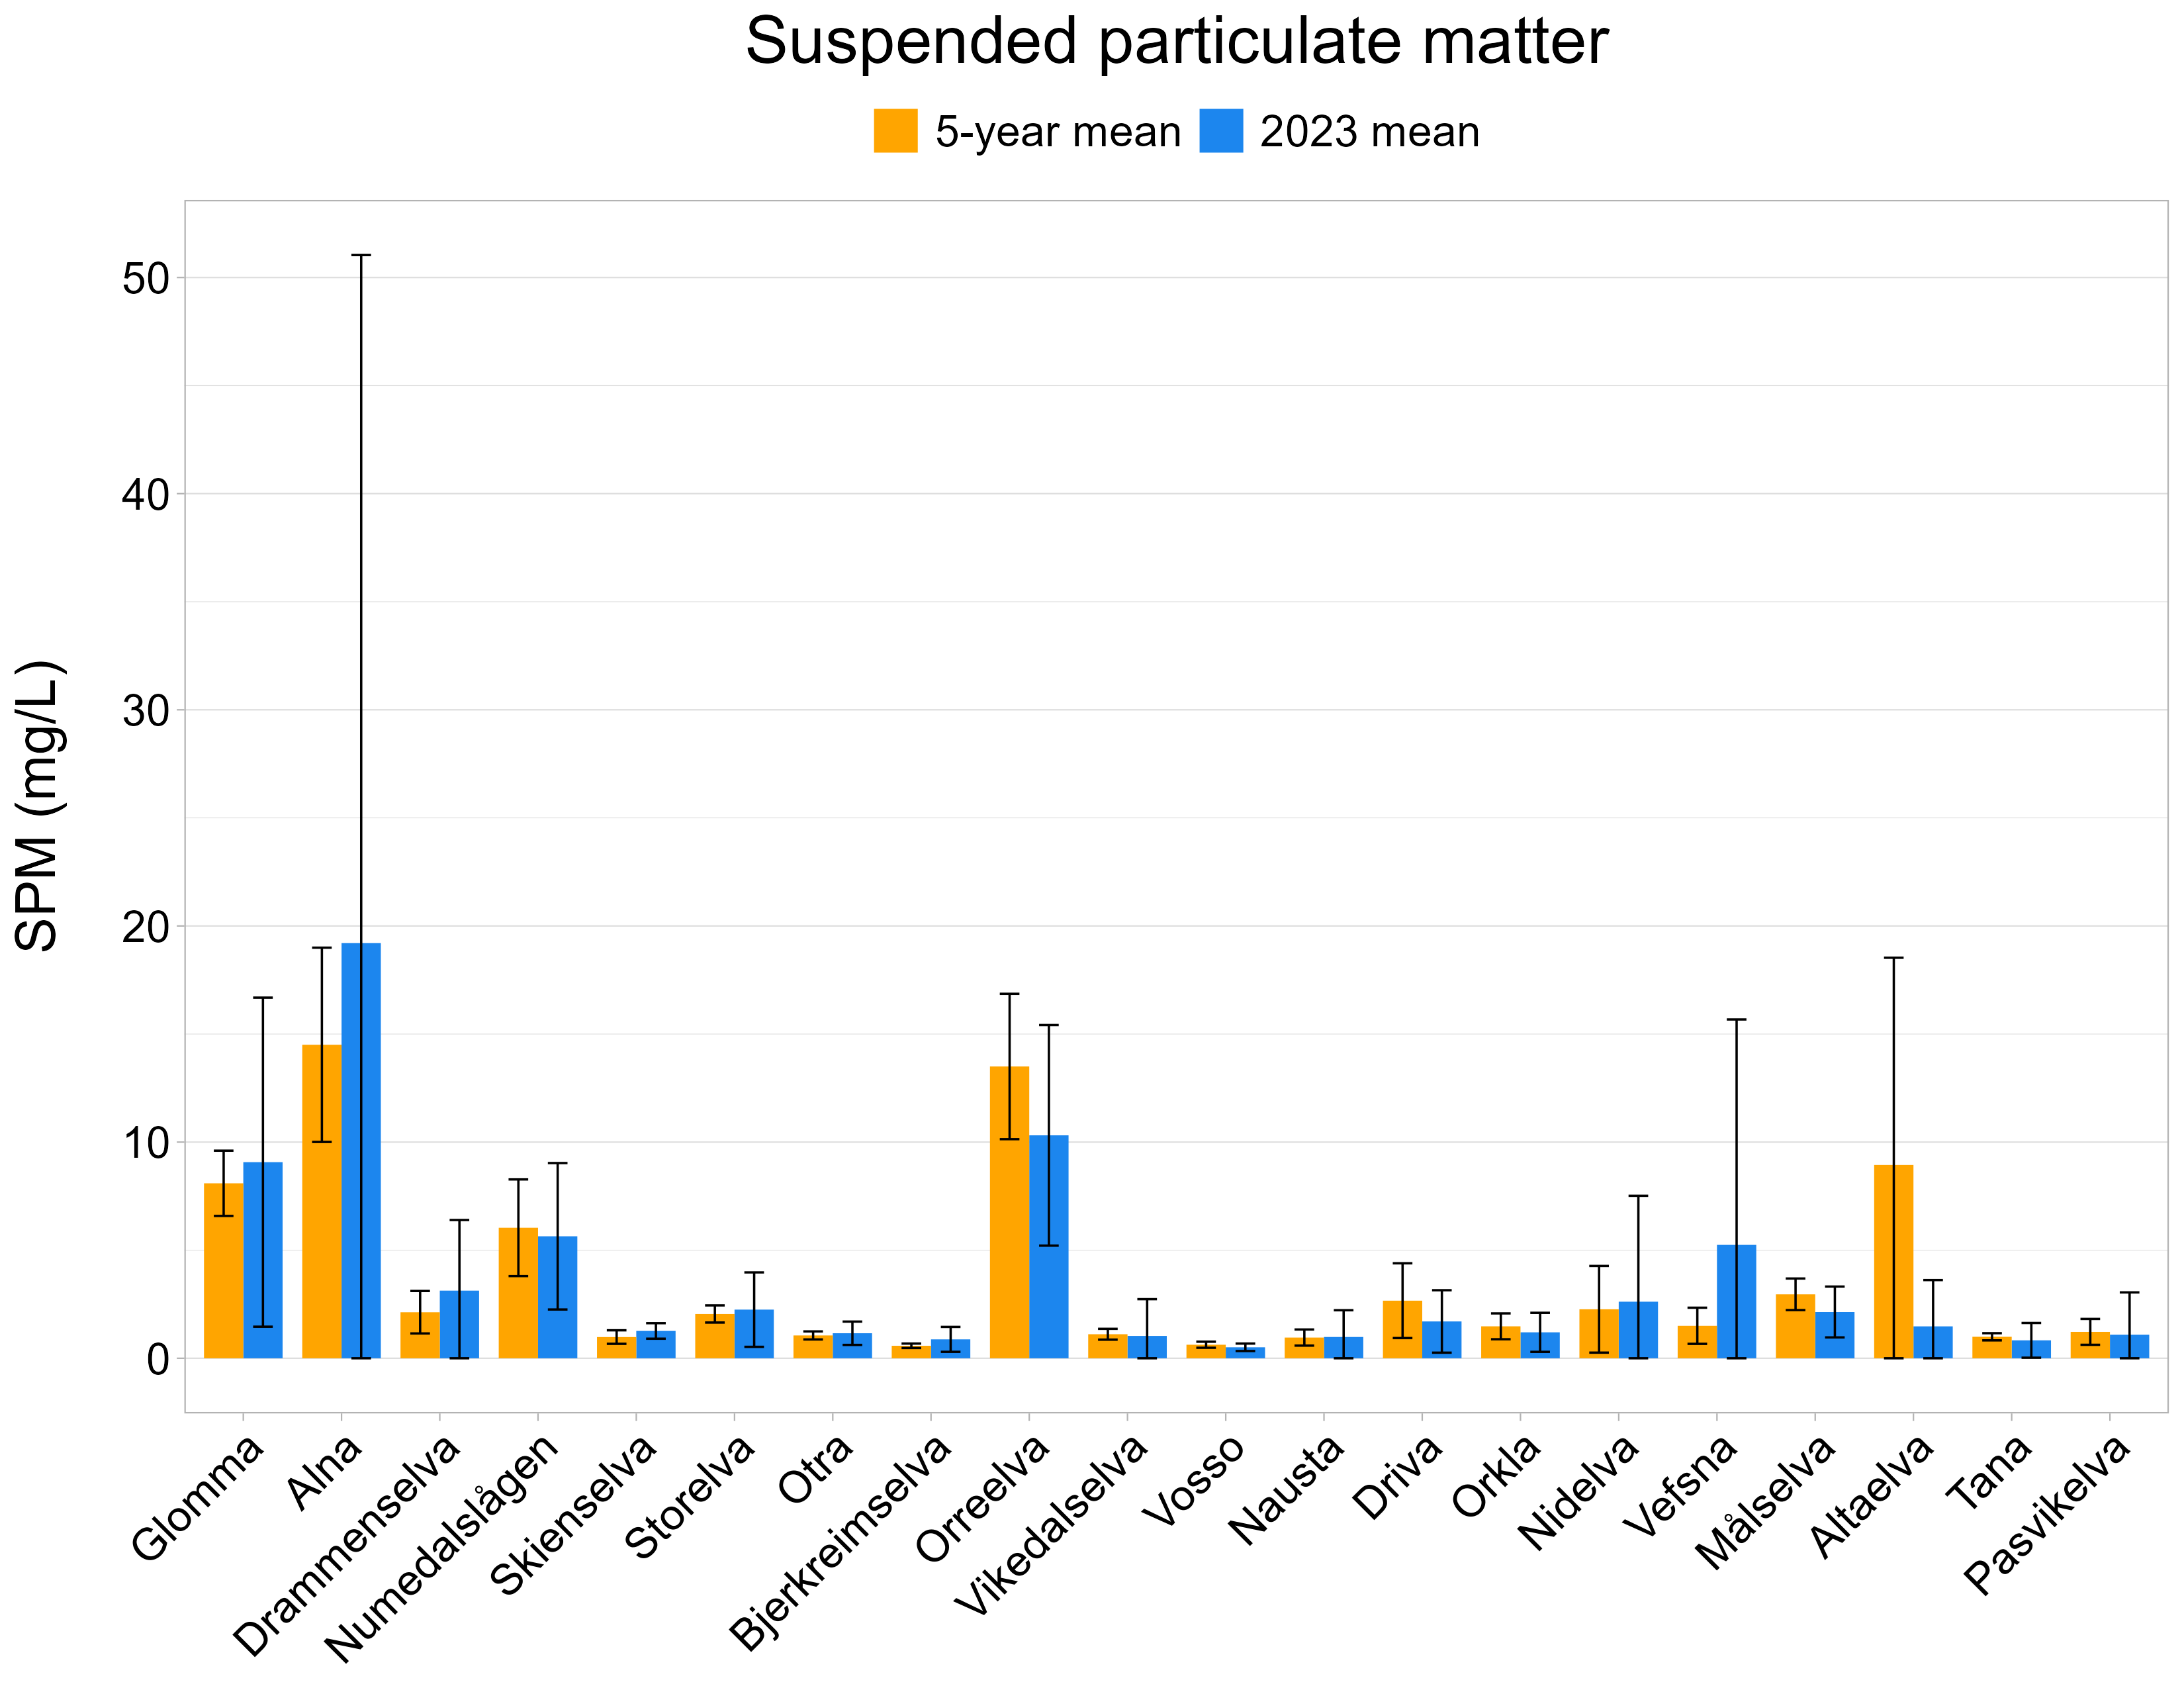 Suspended particulate matter
5-year mean 2023 mean
SPM (mg/L)
50
40
30
20
10
0
Glomma
Alna
Drammenselva
Numedalslågen
Skienselva
Storelva
Otra
Bjerkreimselva
Orreelva
Vikedalselva
Vosso
Nausta
Driva
Orkla
Nidelva
Vefsna
Målselva
Altaelva
Tana
Pasvikelva